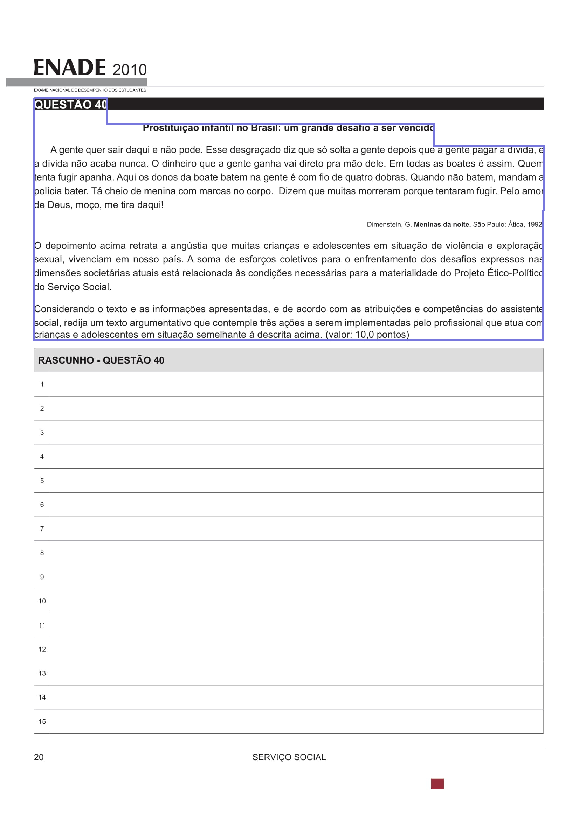 ENADE 2010
EXAME NACIONAL DE DESEMPENHO DOS ESTUDANTES
QUESTÃO 40
Prostituição infantil no Brasil: um grande desafio a ser vencido
A gente quer sair daqui e não pode. Esse desgraçado diz que só solta a gente depois que a gente pagar a dívida, e
a dívida não acaba nunca. O dinheiro que a gente ganha vai direto pra mão dele. Em todas as boates é assim. Quem
tenta fugir apanha. Aqui os donos da boate batem na gente é com fio de quatro dobras. Quando não batem, mandam a
polícia bater. Tá cheio de menina com marcas no corpo. Dizem que muitas morreram porque tentaram fugir. Pelo amor
de Deus, moço, me tira daqui!
Dimenstein, G. Meninas da noite. São Paulo: Ática, 1992
O depoimento acima retrata a angústia que muitas crianças e adolescentes em situação de violência e exploração
sexual, vivenciam em nosso país. A soma de esforços coletivos para o enfrentamento dos desafios expressos nas
dimensões societárias atuais está relacionada às condições necessárias para a materialidade do Projeto Ético-Político
do Serviço Social.
Considerando o texto e as informações apresentadas, e de acordo com as atribuições e competências do assistente
social, redija um texto argumentativo que contemple três ações a serem implementadas pelo profissional que atua com
crianças e adolescentes em situação semelhante à descrita acima. (valor: 10,0 pontos)
RASCUNHO - QUESTÃO 40
1
2
3
4
5
6
7
8
9
10
11
12
13
14
15
20 SERVIÇO SOCIAL